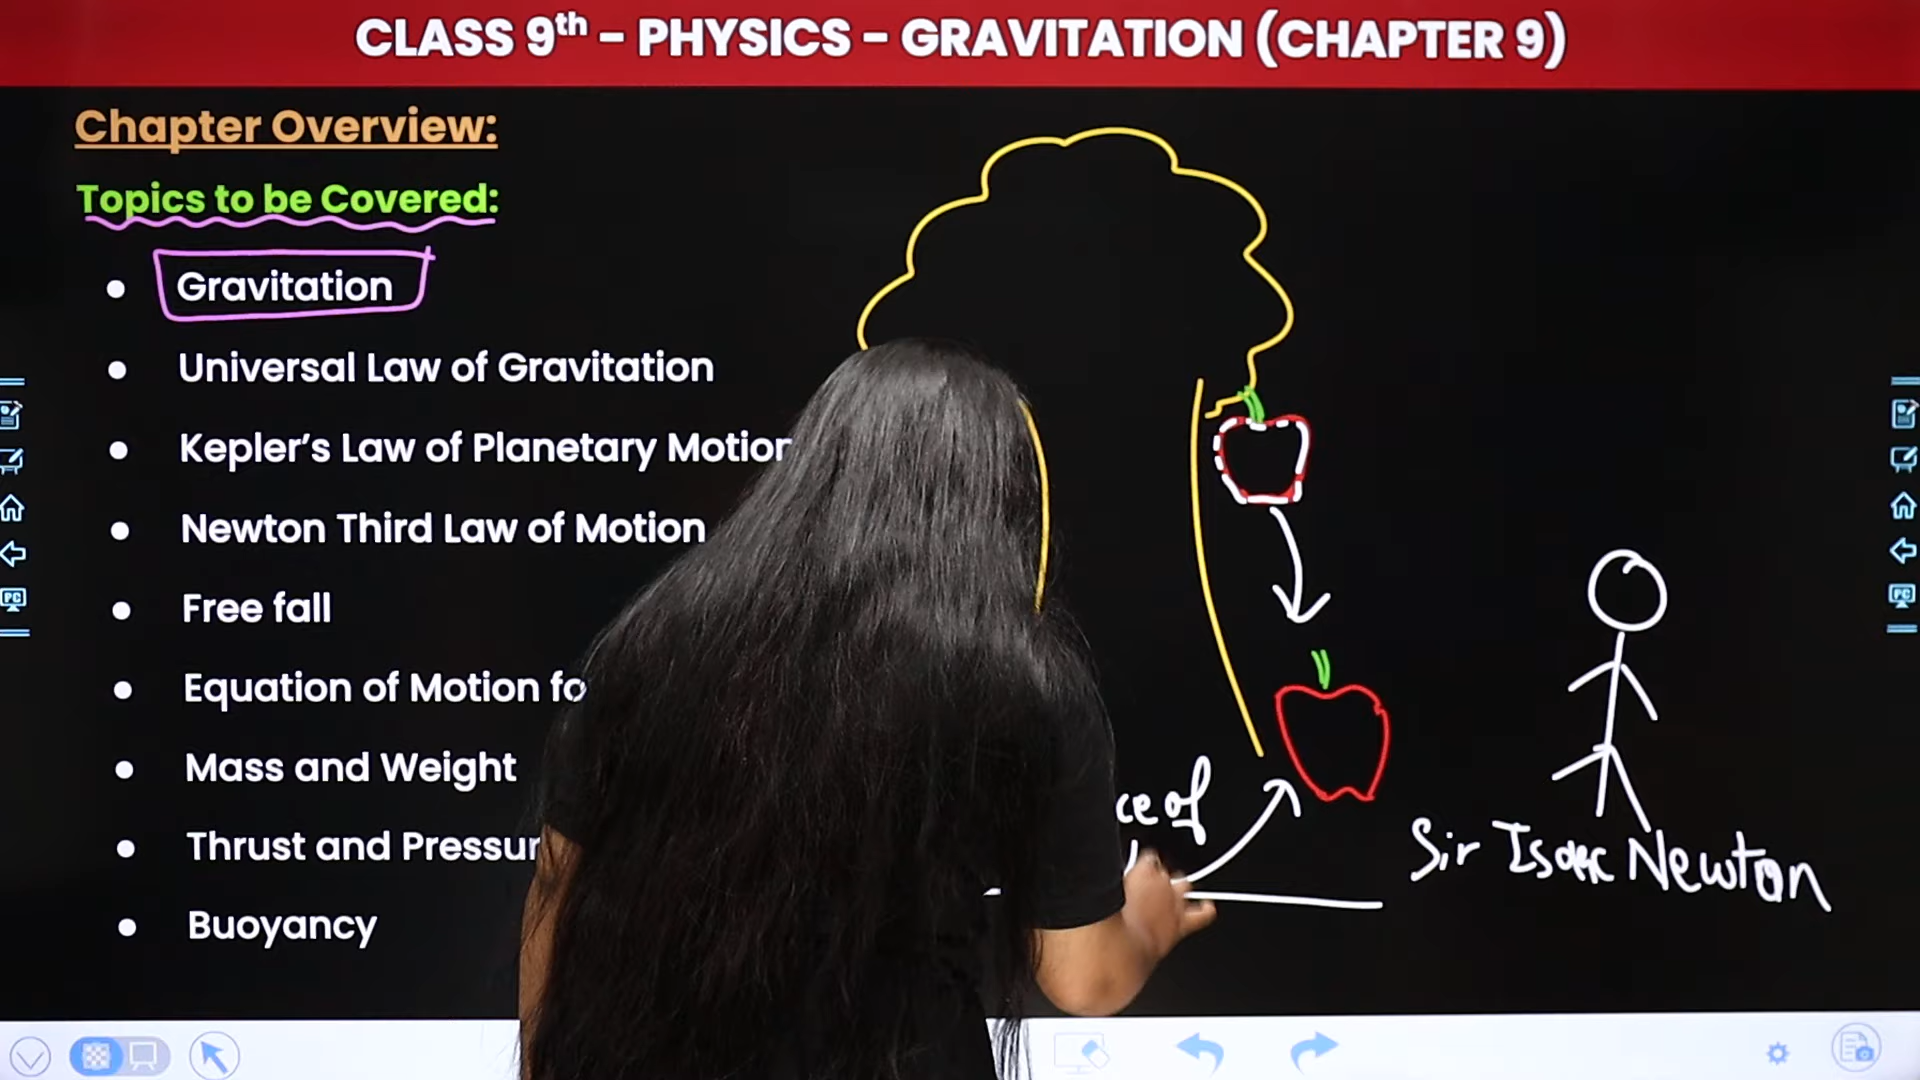 CLASS 9th - PHYSICS - GRAVITATION (CHAPTER 9)
Chapter Overview:
Topics to be Covered:
• Gravitation
• Universal Law of Gravitation
• Kepler's Law of Planetary Motion
• Newton Third Law of Motion
• Free fall
• Equation of Motion fo
• Mass and Weight
• Thrust and Pressur
• Buoyancy
ce of
Sir Isaac Newton
PC
PC